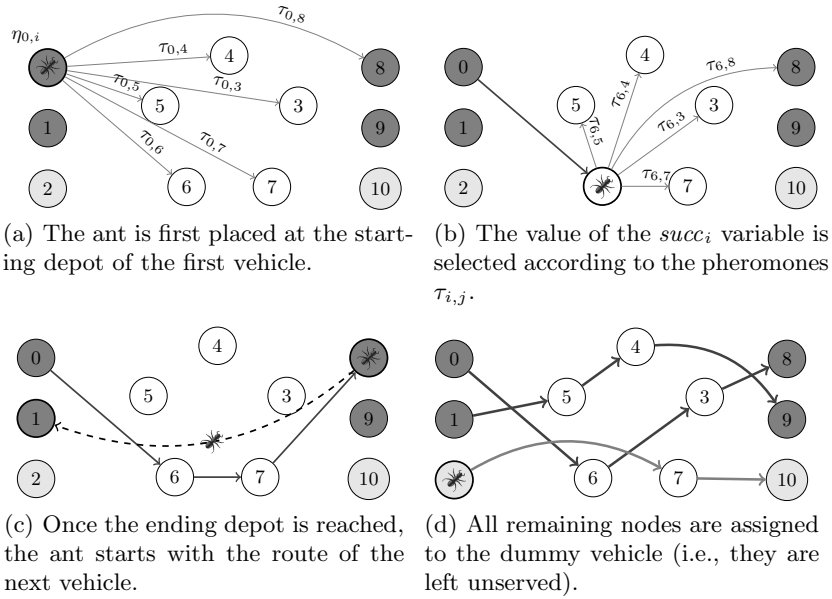 η0,i
τ0,8
τ0,4
τ0,3
τ0,5
τ0,7
τ0,6
4
8
5
3
1
9
2
6
7
10
(a) The ant is first placed at the start-
ing depot of the first vehicle.
0
4
8
τ6,8
τ6,4
5
3
τ6,3
τ6,5
1
9
2
τ6,7
7
10
(b) The value of the succi variable is
selected according to the pheromones
τi,j.
0
4
5
3
1
9
2
6
7
10
(c) Once the ending depot is reached,
the ant starts with the route of the
next vehicle.
0
4
8
5
3
1
9
6
7
10
(d) All remaining nodes are assigned
to the dummy vehicle (i.e., they are
left unserved).